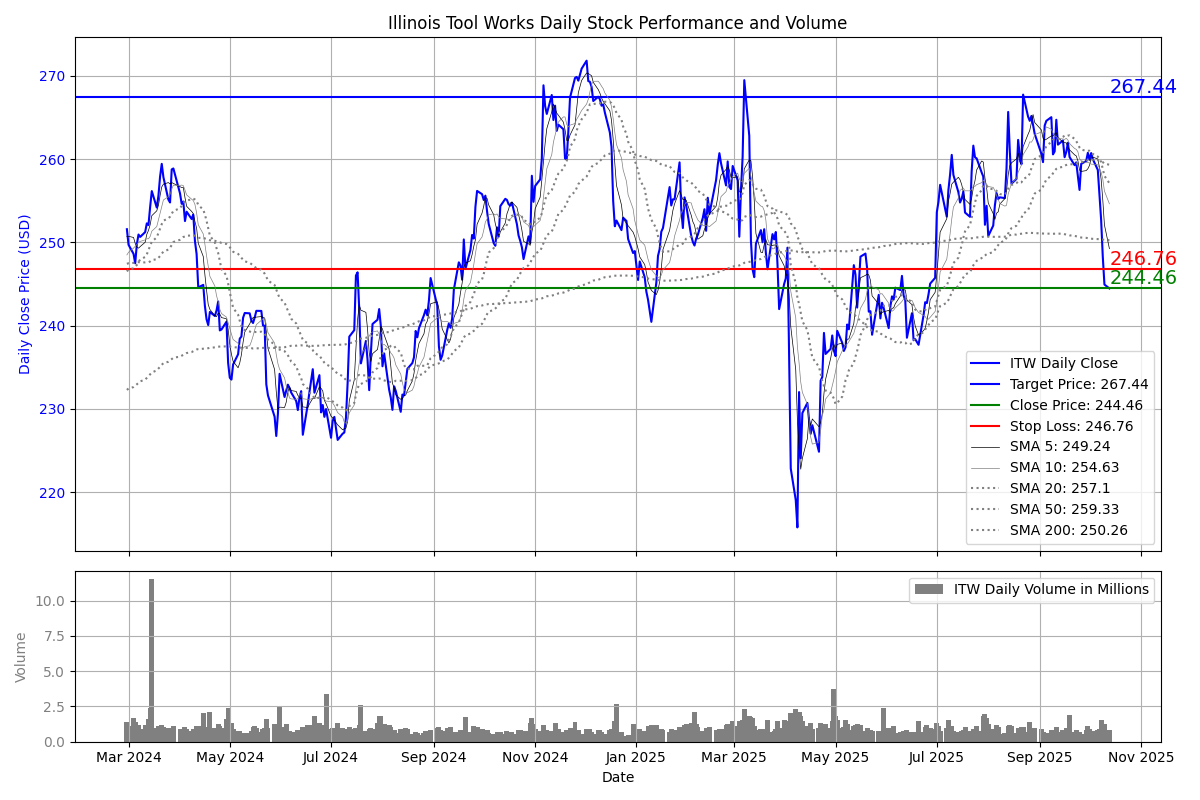 Illinois Tool Works Daily Stock Performance and Volume
Daily Close Price (USD)
270
260
250
240
230
220
267.44
246.76
244.46
ITW Daily Close
Target Price: 267.44
Close Price: 244.46
Stop Loss: 246.76
SMA 5: 249.24
SMA 10: 254.63
SMA 20: 257.1
SMA 50: 259.33
SMA 200: 250.26
Volume
10.0
7.5
5.0
2.5
0.0
ITW Daily Volume in Millions
Mar 2024 May 2024 Jul 2024 Sep 2024 Nov 2024 Jan 2025 Mar 2025 May 2025 Jul 2025 Sep 2025 Nov 2025
Date